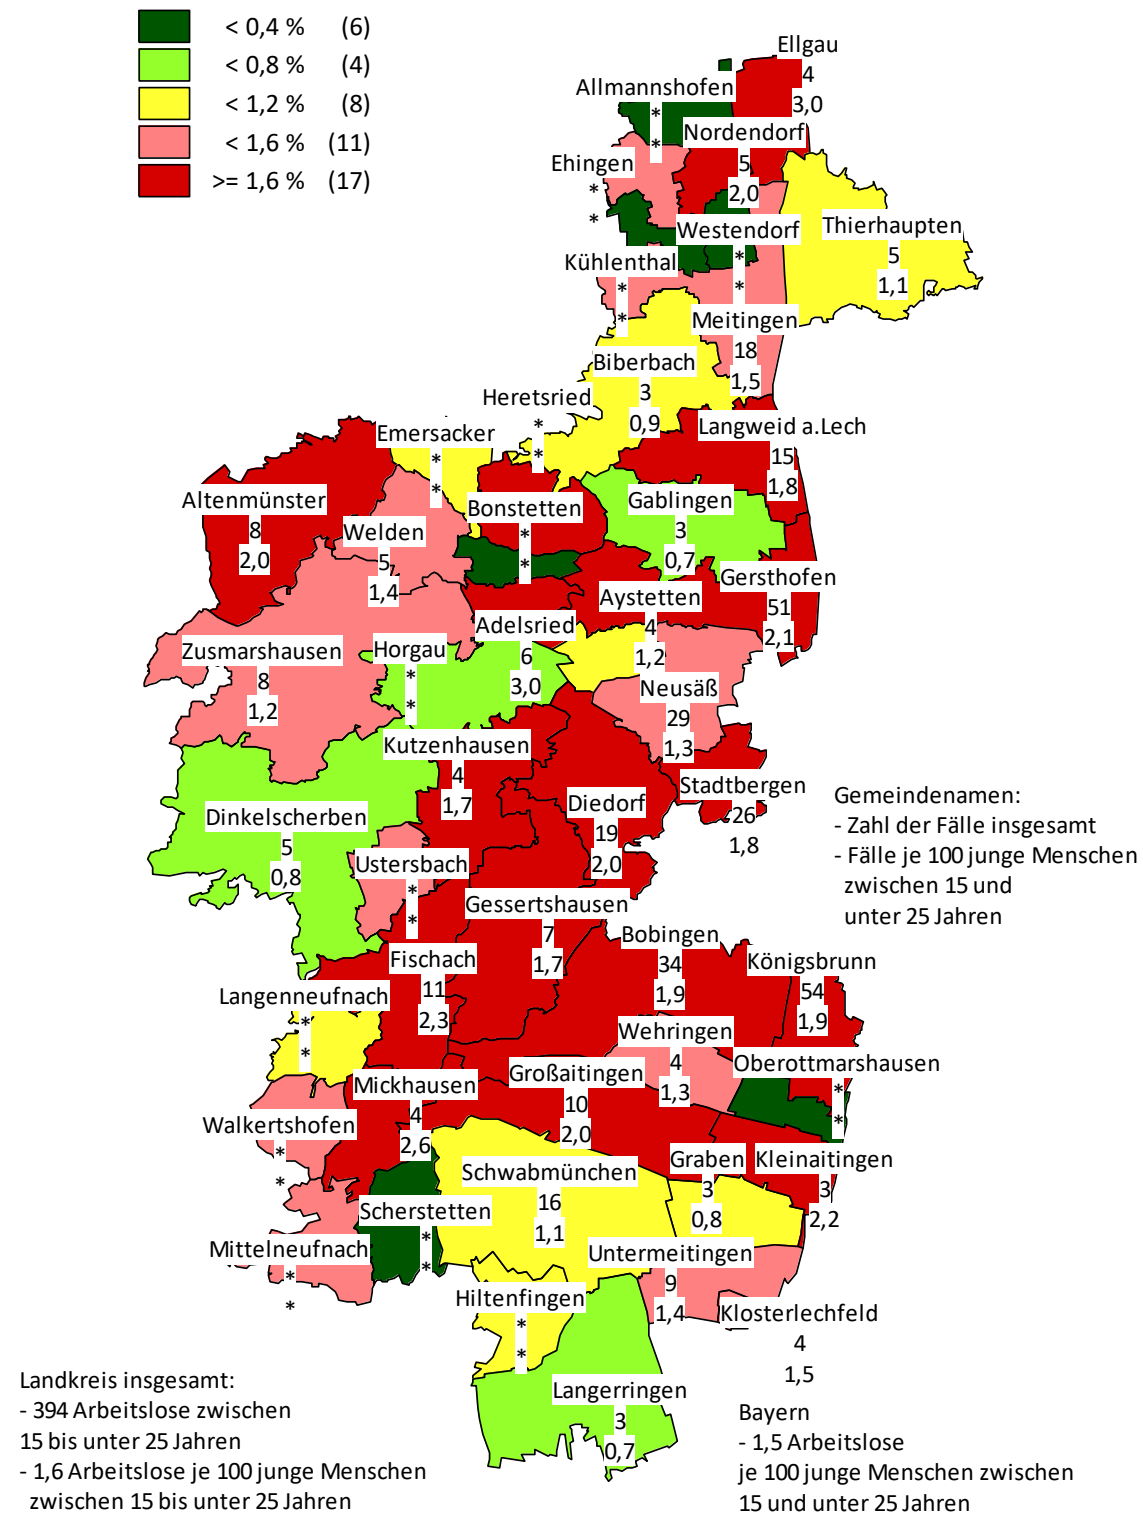 < 0,4 % (6)
< 0,8 % (4)
< 1,2 % (8)
< 1,6 % (11)
>= 1,6 % (17)
Ellgau
4
3,0
Allmannshofen
*
*
Nordendorf
5
2,0
Ehingen
*
*
Westendorf
*
*
Thierhaupten
5
1,1
Kühlenthal
*
*
Meitingen
18
1,5
Biberbach
3
0,9
Heretsried
*
*
Emersacker
*
*
Langweid a.Lech
15
1,8
Altenmünster
8
2,0
Welden
5
1,4
Bonstetten
*
*
Gablingen
3
0,7
Gersthofen
51
2,1
Aystetten
4
1,2
Adelsried
6
3,0
Horgau
*
*
Zusmarshausen
8
1,2
Neusäß
29
1,3
Kutzenhausen
4
1,7
Stadtbergen
26
1,8
Diedorf
19
2,0
Dinkelscherben
5
0,8
Ustersbach
*
*
Gemeindenamen:
- Zahl der Fälle insgesamt
- Fälle je 100 junge Menschen
zwischen 15 und
unter 25 Jahren
Gessertshausen
7
1,7
Bobingen
34
1,9
Königsbrunn
54
1,9
Fischach
11
2,3
Langenneufnach
*
*
Wehringen
4
1,3
Oberottmarshausen
*
*
Großaitingen
10
2,0
Mickhausen
4
2,6
Walkertshofen
*
*
Schwabmünchen
16
1,1
Graben
3
0,8
Kleinaitingen
3
2,2
Scherstetten
*
*
Mittelneufnach
*
*
Untermeitingen
9
1,4
Hiltenfingen
*
*
Klosterlechfeld
4
1,5
Langerringen
3
0,7
Landkreis insgesamt:
- 394 Arbeitslose zwischen
15 bis unter 25 Jahren
- 1,6 Arbeitslose je 100 junge Menschen
zwischen 15 bis unter 25 Jahren
Bayern
- 1,5 Arbeitslose
je 100 junge Menschen zwischen
15 und unter 25 Jahren